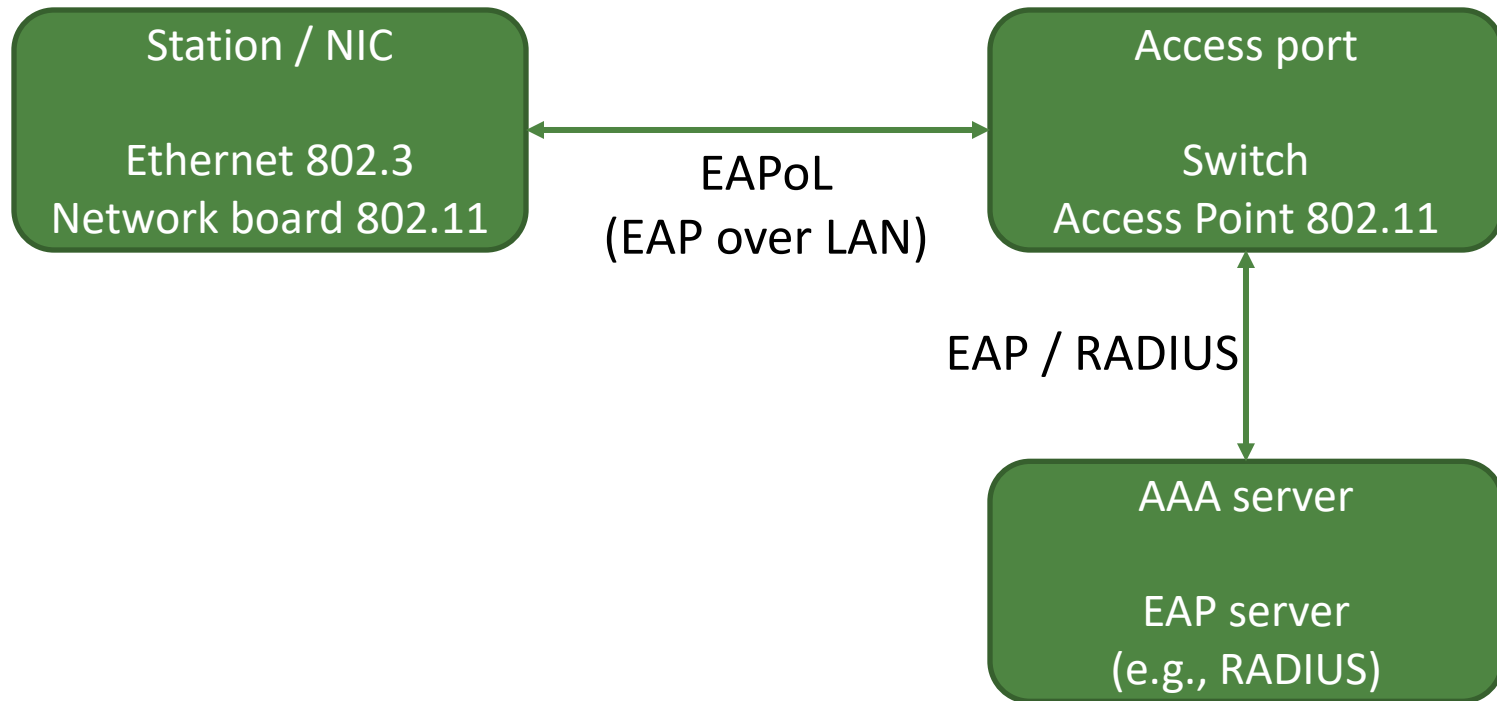 Station / NIC
Ethernet 802.3
Network board 802.11
EAPoL
(EAP over LAN)
Access port
Switch
Access Point 802.11
EAP / RADIUS
AAA server
EAP server
(e.g., RADIUS)